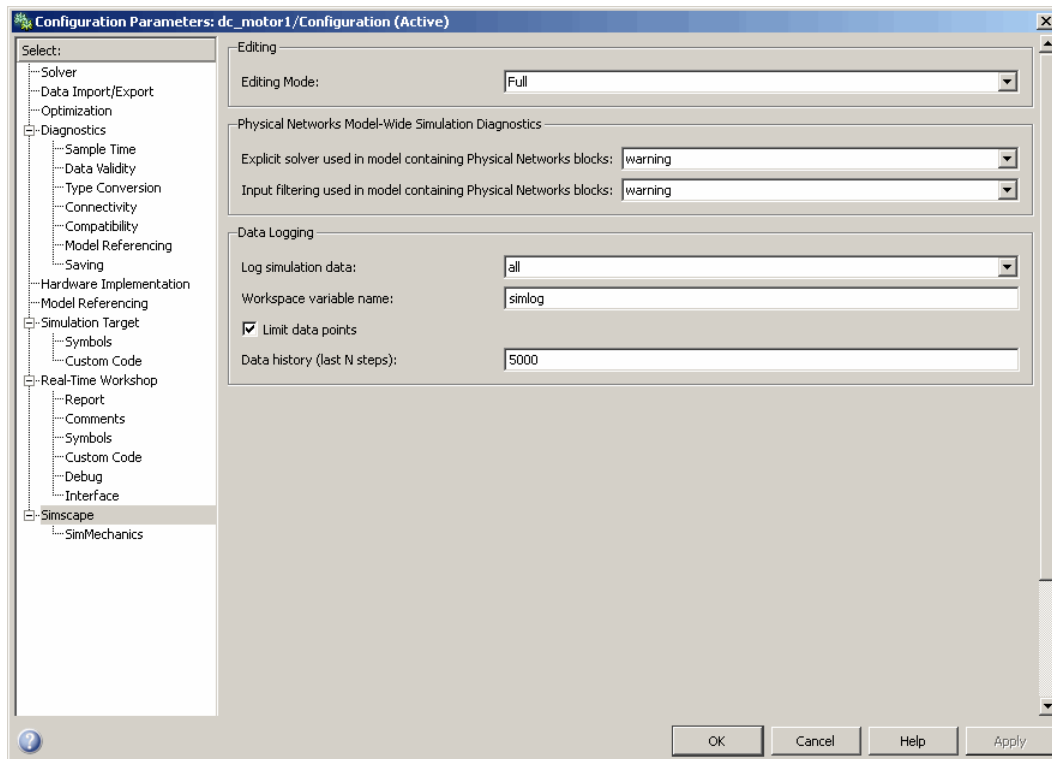 Configuration Parameters: dc_motor1/Configuration (Active)
Select:
Solver
Data Import/Export
Optimization
Diagnostics
Sample Time
Data Validity
Type Conversion
Connectivity
Compatibility
Model Referencing
Saving
Hardware Implementation
Model Referencing
Simulation Target
Symbols
Custom Code
Real-Time Workshop
Report
Comments
Symbols
Custom Code
Debug
Interface
Simscape
SimMechanics
Editing
Editing Mode: Full
Physical Networks Model-Wide Simulation Diagnostics
Explicit solver used in model containing Physical Networks blocks: warning
Input filtering used in model containing Physical Networks blocks: warning
Data Logging
Log simulation data: all
Workspace variable name: simlog
Limit data points
Data history (last N steps): 5000
OK Cancel Help Apply